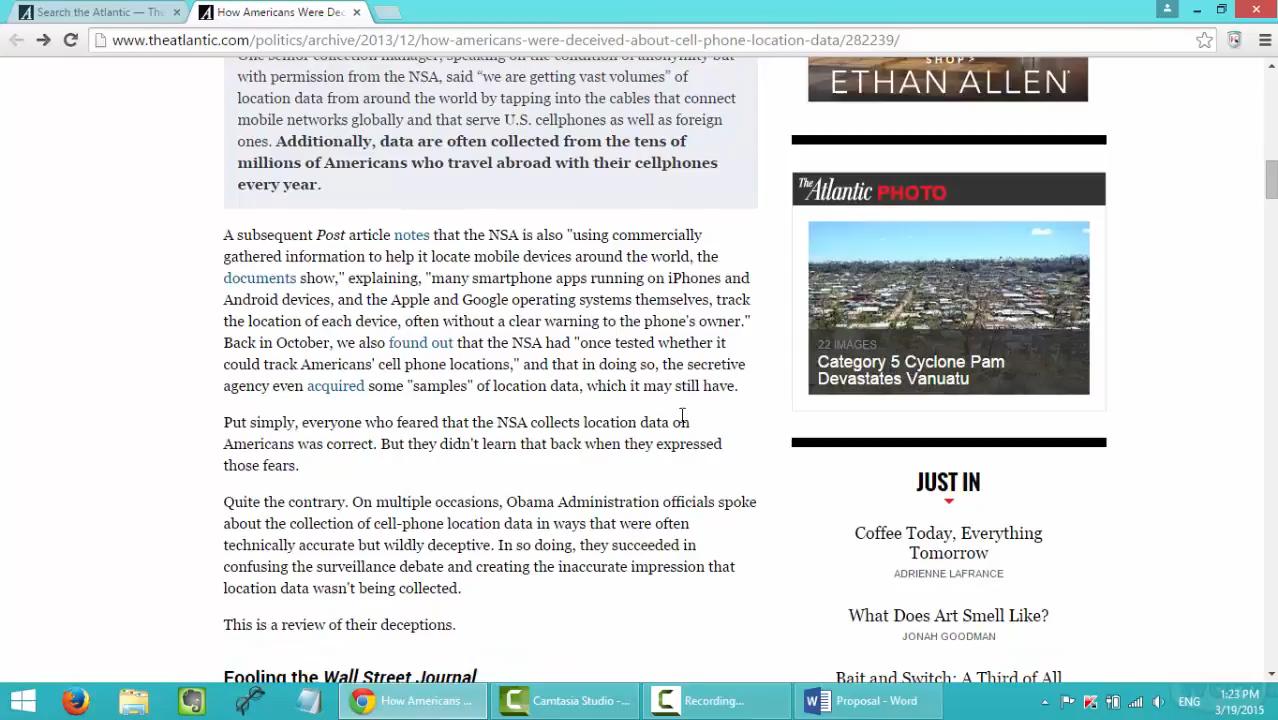 Search the Atlantic — The
How Americans Were Dec
www.theatlantic.com/politics/archive/2013/12/how-americans-were-deceived-about-cell-phone-location-data/282239/
One senior collection manager, speaking on the condition of anonymity but
with permission from the NSA, said “we are getting vast volumes” of
location data from around the world by tapping into the cables that connect
mobile networks globally and that serve U.S. cellphones as well as foreign
ones. Additionally, data are often collected from the tens of
millions of Americans who travel abroad with their cellphones
every year.
A subsequent Post article notes that the NSA is also "using commercially
gathered information to help it locate mobile devices around the world, the
documents show," explaining, "many smartphone apps running on iPhones and
Android devices, and the Apple and Google operating systems themselves, track
the location of each device, often without a clear warning to the phone's owner."
Back in October, we also found out that the NSA had "once tested whether it
could track Americans' cell phone locations," and that in doing so, the secretive
agency even acquired some "samples" of location data, which it may still have.
Put simply, everyone who feared that the NSA collects location data on
Americans was correct. But they didn't learn that back when they expressed
those fears.
Quite the contrary. On multiple occasions, Obama Administration officials spoke
about the collection of cell-phone location data in ways that were often
technically accurate but wildly deceptive. In so doing, they succeeded in
confusing the surveillance debate and creating the inaccurate impression that
location data wasn't being collected.
This is a review of their deceptions.
Fooling the Wall Street Journal
SHOP >
ETHAN ALLEN
The Atlantic PHOTO
22 IMAGES
Category 5 Cyclone Pam
Devastates Vanuatu
JUST IN
Coffee Today, Everything
Tomorrow
ADRIENNE LAFRANCE
What Does Art Smell Like?
JONAH GOODMAN
Bait and Switch: A Third of All
How Americans ...
Camtasia Studio -...
Recording...
Proposal - Word
ENG
1:23 PM
3/19/2015